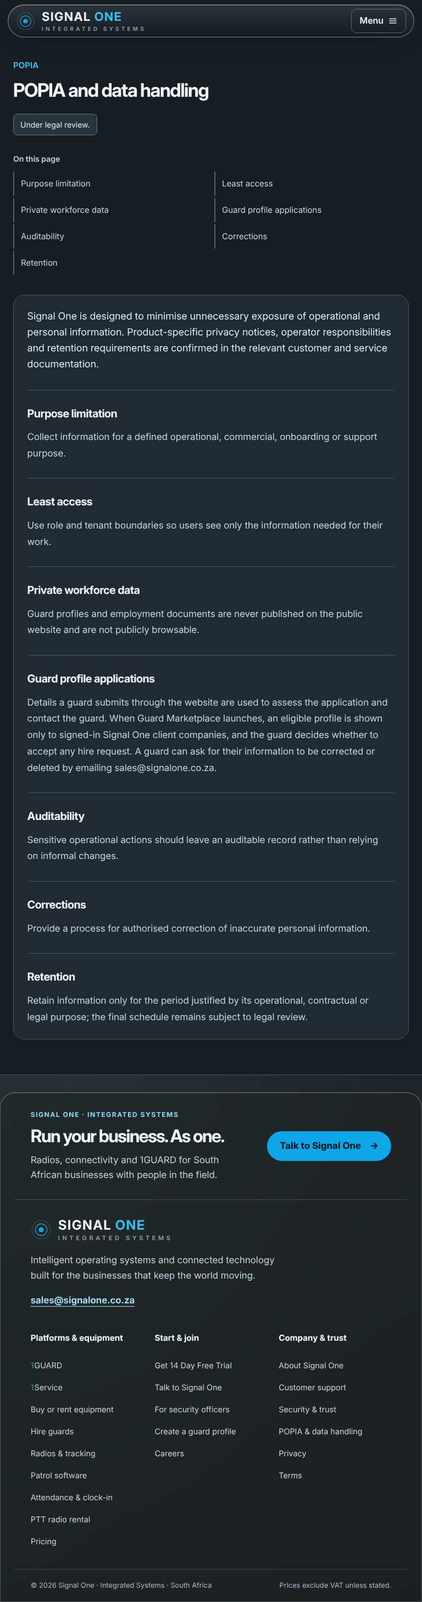 SIGNAL ONE
INTEGRATED SYSTEMS
Menu
POPIA
POPIA and data handling
Under legal review.
On this page
Purpose limitation
Least access
Private workforce data
Guard profile applications
Auditability
Corrections
Retention
Signal One is designed to minimise unnecessary exposure of operational and
personal information. Product-specific privacy notices, operator responsibilities
and retention requirements are confirmed in the relevant customer and service
documentation.
Purpose limitation
Collect information for a defined operational, commercial, onboarding or support
purpose.
Least access
Use role and tenant boundaries so users see only the information needed for their
work.
Private workforce data
Guard profiles and employment documents are never published on the public
website and are not publicly browsable.
Guard profile applications
Details a guard submits through the website are used to assess the application and
contact the guard. When Guard Marketplace launches, an eligible profile is shown
only to signed-in Signal One client companies, and the guard decides whether to
accept any hire request. A guard can ask for their information to be corrected or
deleted by emailing sales@signalone.co.za.
Auditability
Sensitive operational actions should leave an auditable record rather than relying
on informal changes.
Corrections
Provide a process for authorised correction of inaccurate personal information.
Retention
Retain information only for the period justified by its operational, contractual or
legal purpose; the final schedule remains subject to legal review.
SIGNAL ONE · INTEGRATED SYSTEMS
Run your business. As one.
Radios, connectivity and 1GUARD for South
African businesses with people in the field.
Talk to Signal One →
SIGNAL ONE
INTEGRATED SYSTEMS
Intelligent operating systems and connected technology
built for the businesses that keep the world moving.
sales@signalone.co.za
Platforms & equipment
1GUARD
1Service
Buy or rent equipment
Hire guards
Radios & tracking
Patrol software
Attendance & clock-in
PTT radio rental
Pricing
Start & join
Get 14 Day Free Trial
Talk to Signal One
For security officers
Create a guard profile
Careers
Company & trust
About Signal One
Customer support
Security & trust
POPIA & data handling
Privacy
Terms
© 2026 Signal One · Integrated Systems · South Africa
Prices exclude VAT unless stated.